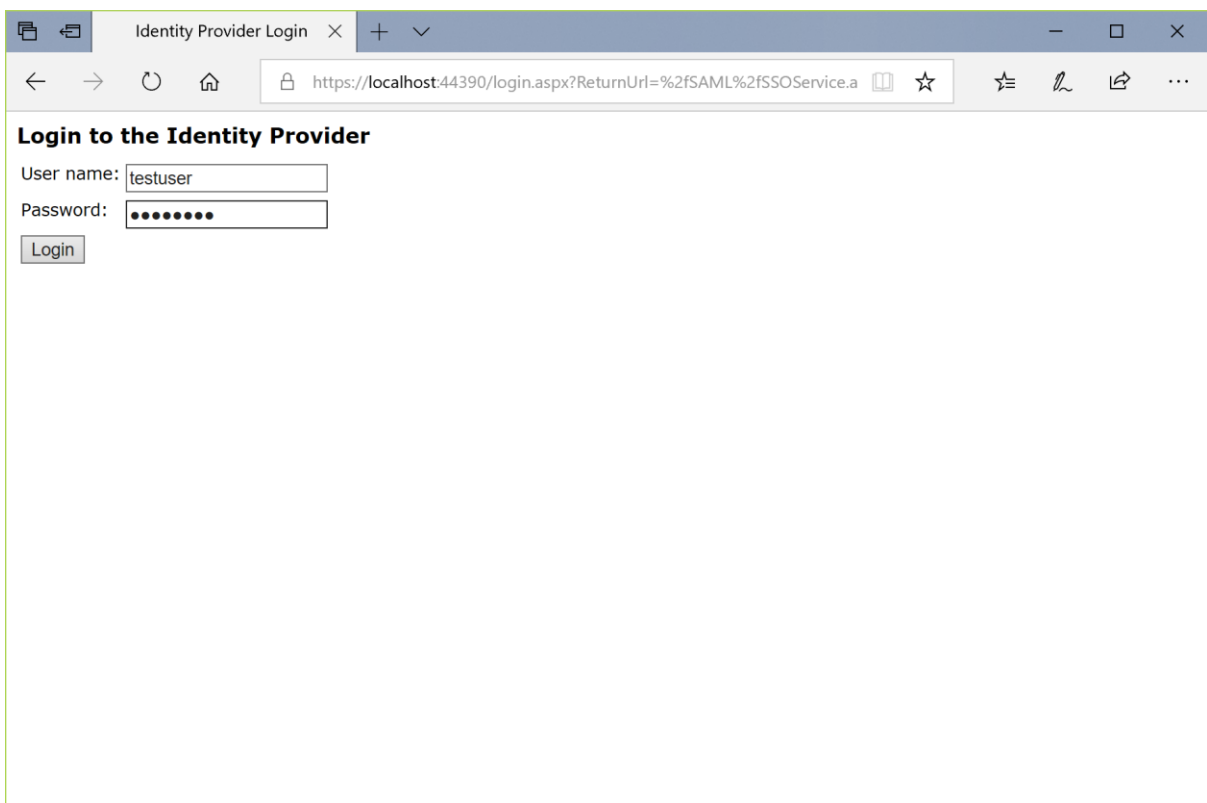 Identity Provider Login
https://localhost:44390/login.aspx?ReturnUrl=%2fSAML%2fSSOService.a
Login to the Identity Provider
User name: testuser
Password: ●●●●●●●●
Login